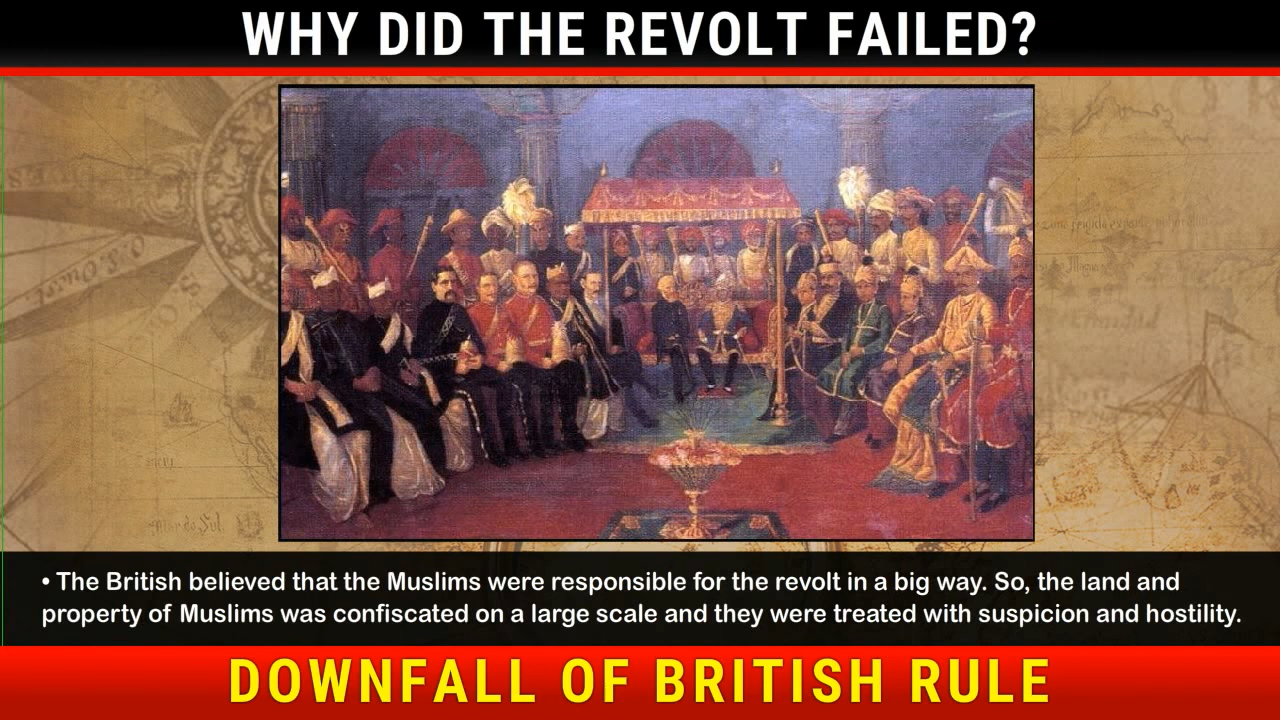 WHY DID THE REVOLT FAILED?
• The British believed that the Muslims were responsible for the revolt in a big way. So, the land and
property of Muslims was confiscated on a large scale and they were treated with suspicion and hostility.
DOWNFALL OF BRITISH RULE